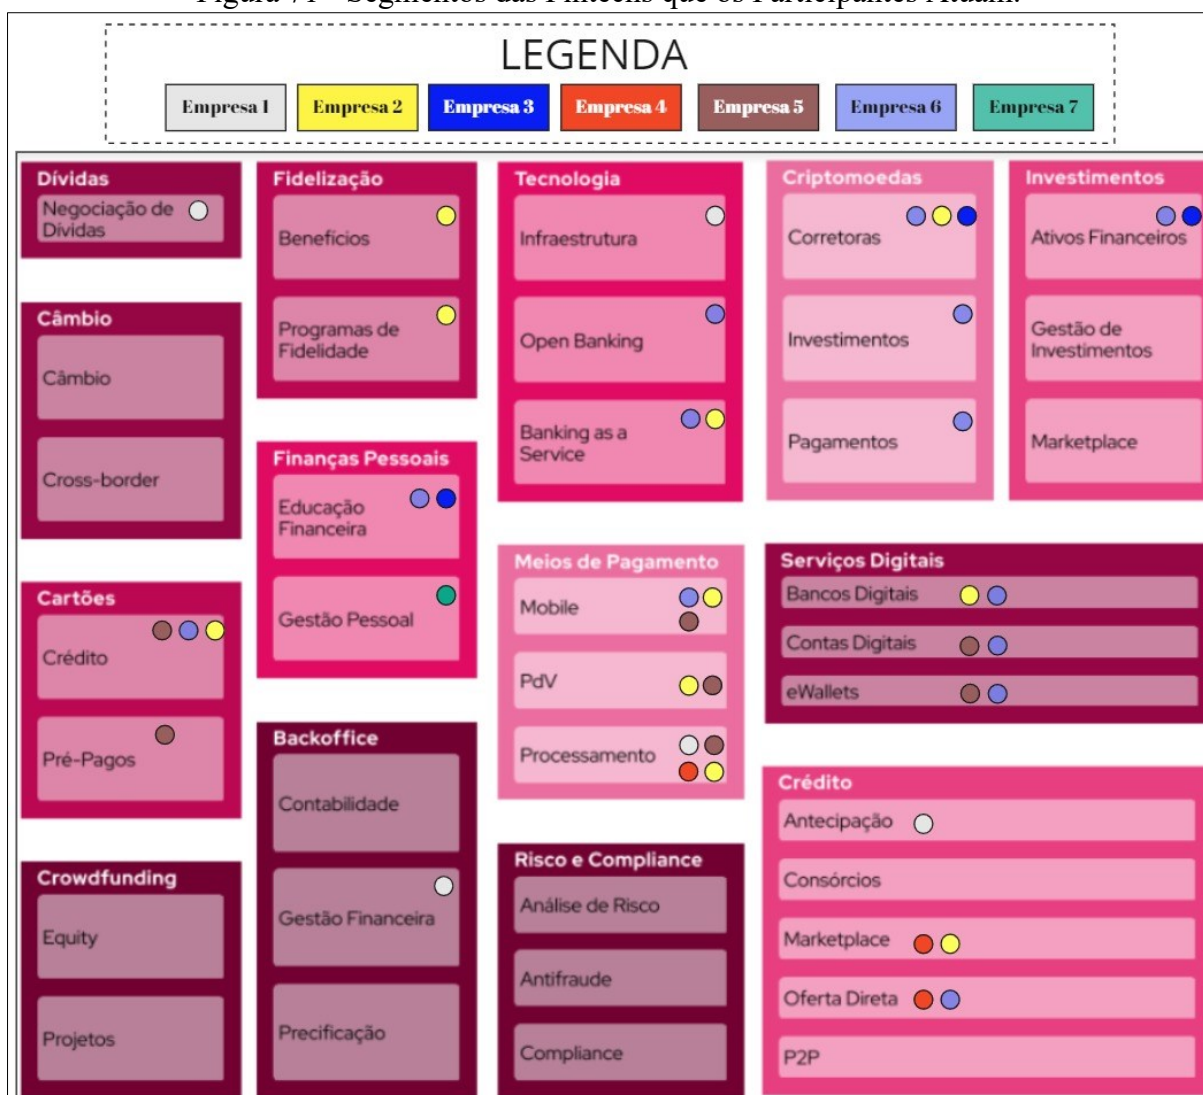 Figura 71 - Segmentos das Fintechs que os Participantes Atuam.
LEGENDA
Empresa 1
Empresa 2
Empresa 3
Empresa 4
Empresa 5
Empresa 6
Empresa 7
Dívidas
Negociação de
Dívidas
Câmbio
Câmbio
Cross-border
Cartões
Crédito
Pré-Pagos
Crowdfunding
Equity
Projetos
Fidelização
Benefícios
Programas de
Fidelidade
Finanças Pessoais
Educação
Financeira
Gestão Pessoal
Backoffice
Contabilidade
Gestão Financeira
Precificação
Tecnologia
Infraestrutura
Open Banking
Banking as a
Service
Meios de Pagamento
Mobile
PdV
Processamento
Risco e Compliance
Análise de Risco
Antifraude
Compliance
Criptomoedas
Corretoras
Investimentos
Pagamentos
Investimentos
Ativos Financeiros
Gestão de
Investimentos
Marketplace
Serviços Digitais
Bancos Digitais
Contas Digitais
eWallets
Crédito
Antecipação
Consórcios
Marketplace
Oferta Direta
P2P